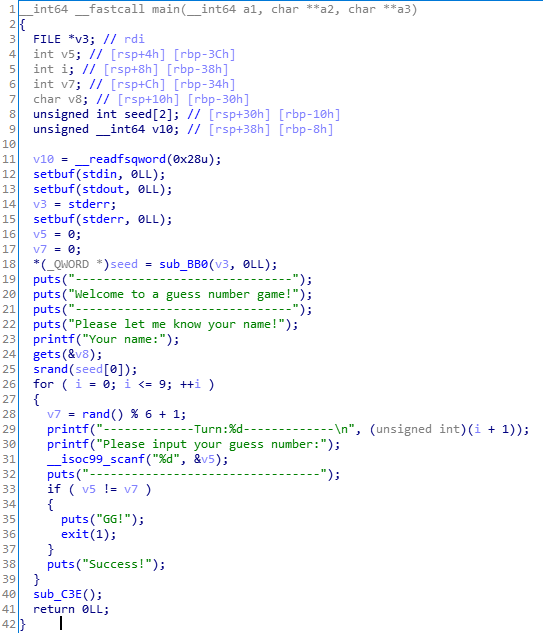 1 __int64 __fastcall main(__int64 a1, char **a2, char **a3)
2 {
3 FILE *v3; // rdi
4 int v5; // [rsp+4h] [rbp-3Ch]
5 int i; // [rsp+8h] [rbp-38h]
6 int v7; // [rsp+Ch] [rbp-34h]
7 char v8; // [rsp+10h] [rbp-30h]
8 unsigned int seed[2]; // [rsp+30h] [rbp-10h]
9 unsigned __int64 v10; // [rsp+38h] [rbp-8h]
10
11 v10 = __readfsqword(0x28u);
12 setbuf(stdin, 0LL);
13 setbuf(stdout, 0LL);
14 v3 = stderr;
15 setbuf(stderr, 0LL);
16 v5 = 0;
17 v7 = 0;
18 *(_QWORD *)seed = sub_BB0(v3, 0LL);
19 puts("-------------------------------");
20 puts("Welcome to a guess number game!");
21 puts("-------------------------------");
22 puts("Please let me know your name!");
23 printf("Your name:");
24 gets(&v8);
25 srand(seed[0]);
26 for ( i = 0; i <= 9; ++i )
27 {
28 v7 = rand() % 6 + 1;
29 printf("-------------Turn:%d-------------\n", (unsigned int)(i + 1));
30 printf("Please input your guess number:");
31 __isoc99_scanf("%d", &v5);
32 puts("---------------------------------");
33 if ( v5 != v7 )
34 {
35 puts("GG!");
36 exit(1);
37 }
38 puts("Success!");
39 }
40 sub_C3E();
41 return 0LL;
42 }